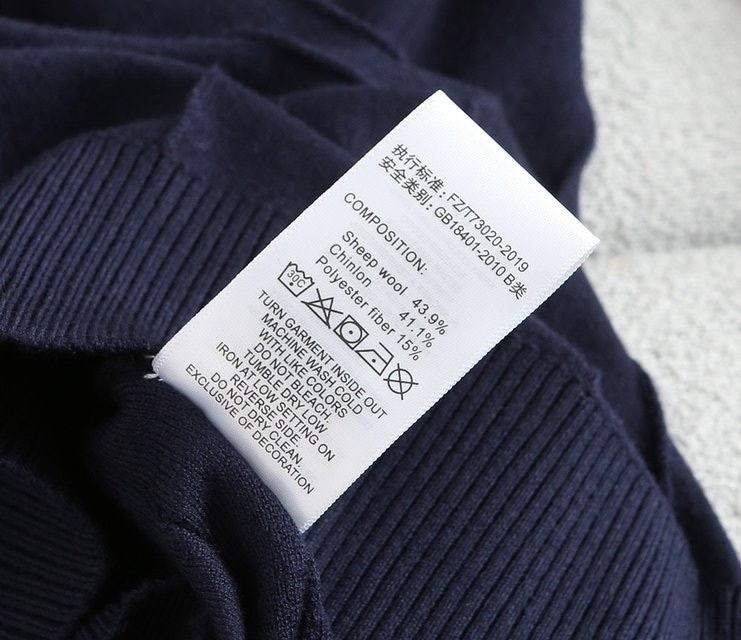 执行标准：FZ/T73020-2019
安全类别：GB18401-2010 B类
COMPOSITION:
Sheep wool 43.9%
Chinlon 41.1%
Polyester fiber 15%
30C
TURN GARMENT INSIDE OUT
MACHINE WASH COLD
WITH LIKE COLORS
DO NOT BLEACH,
TUMBLE DRY LOW
IRON AT LOW SETTING ON
REVERSE SIDE
DO NOT DRY CLEAN,
EXCLUSIVE OF DECORATION